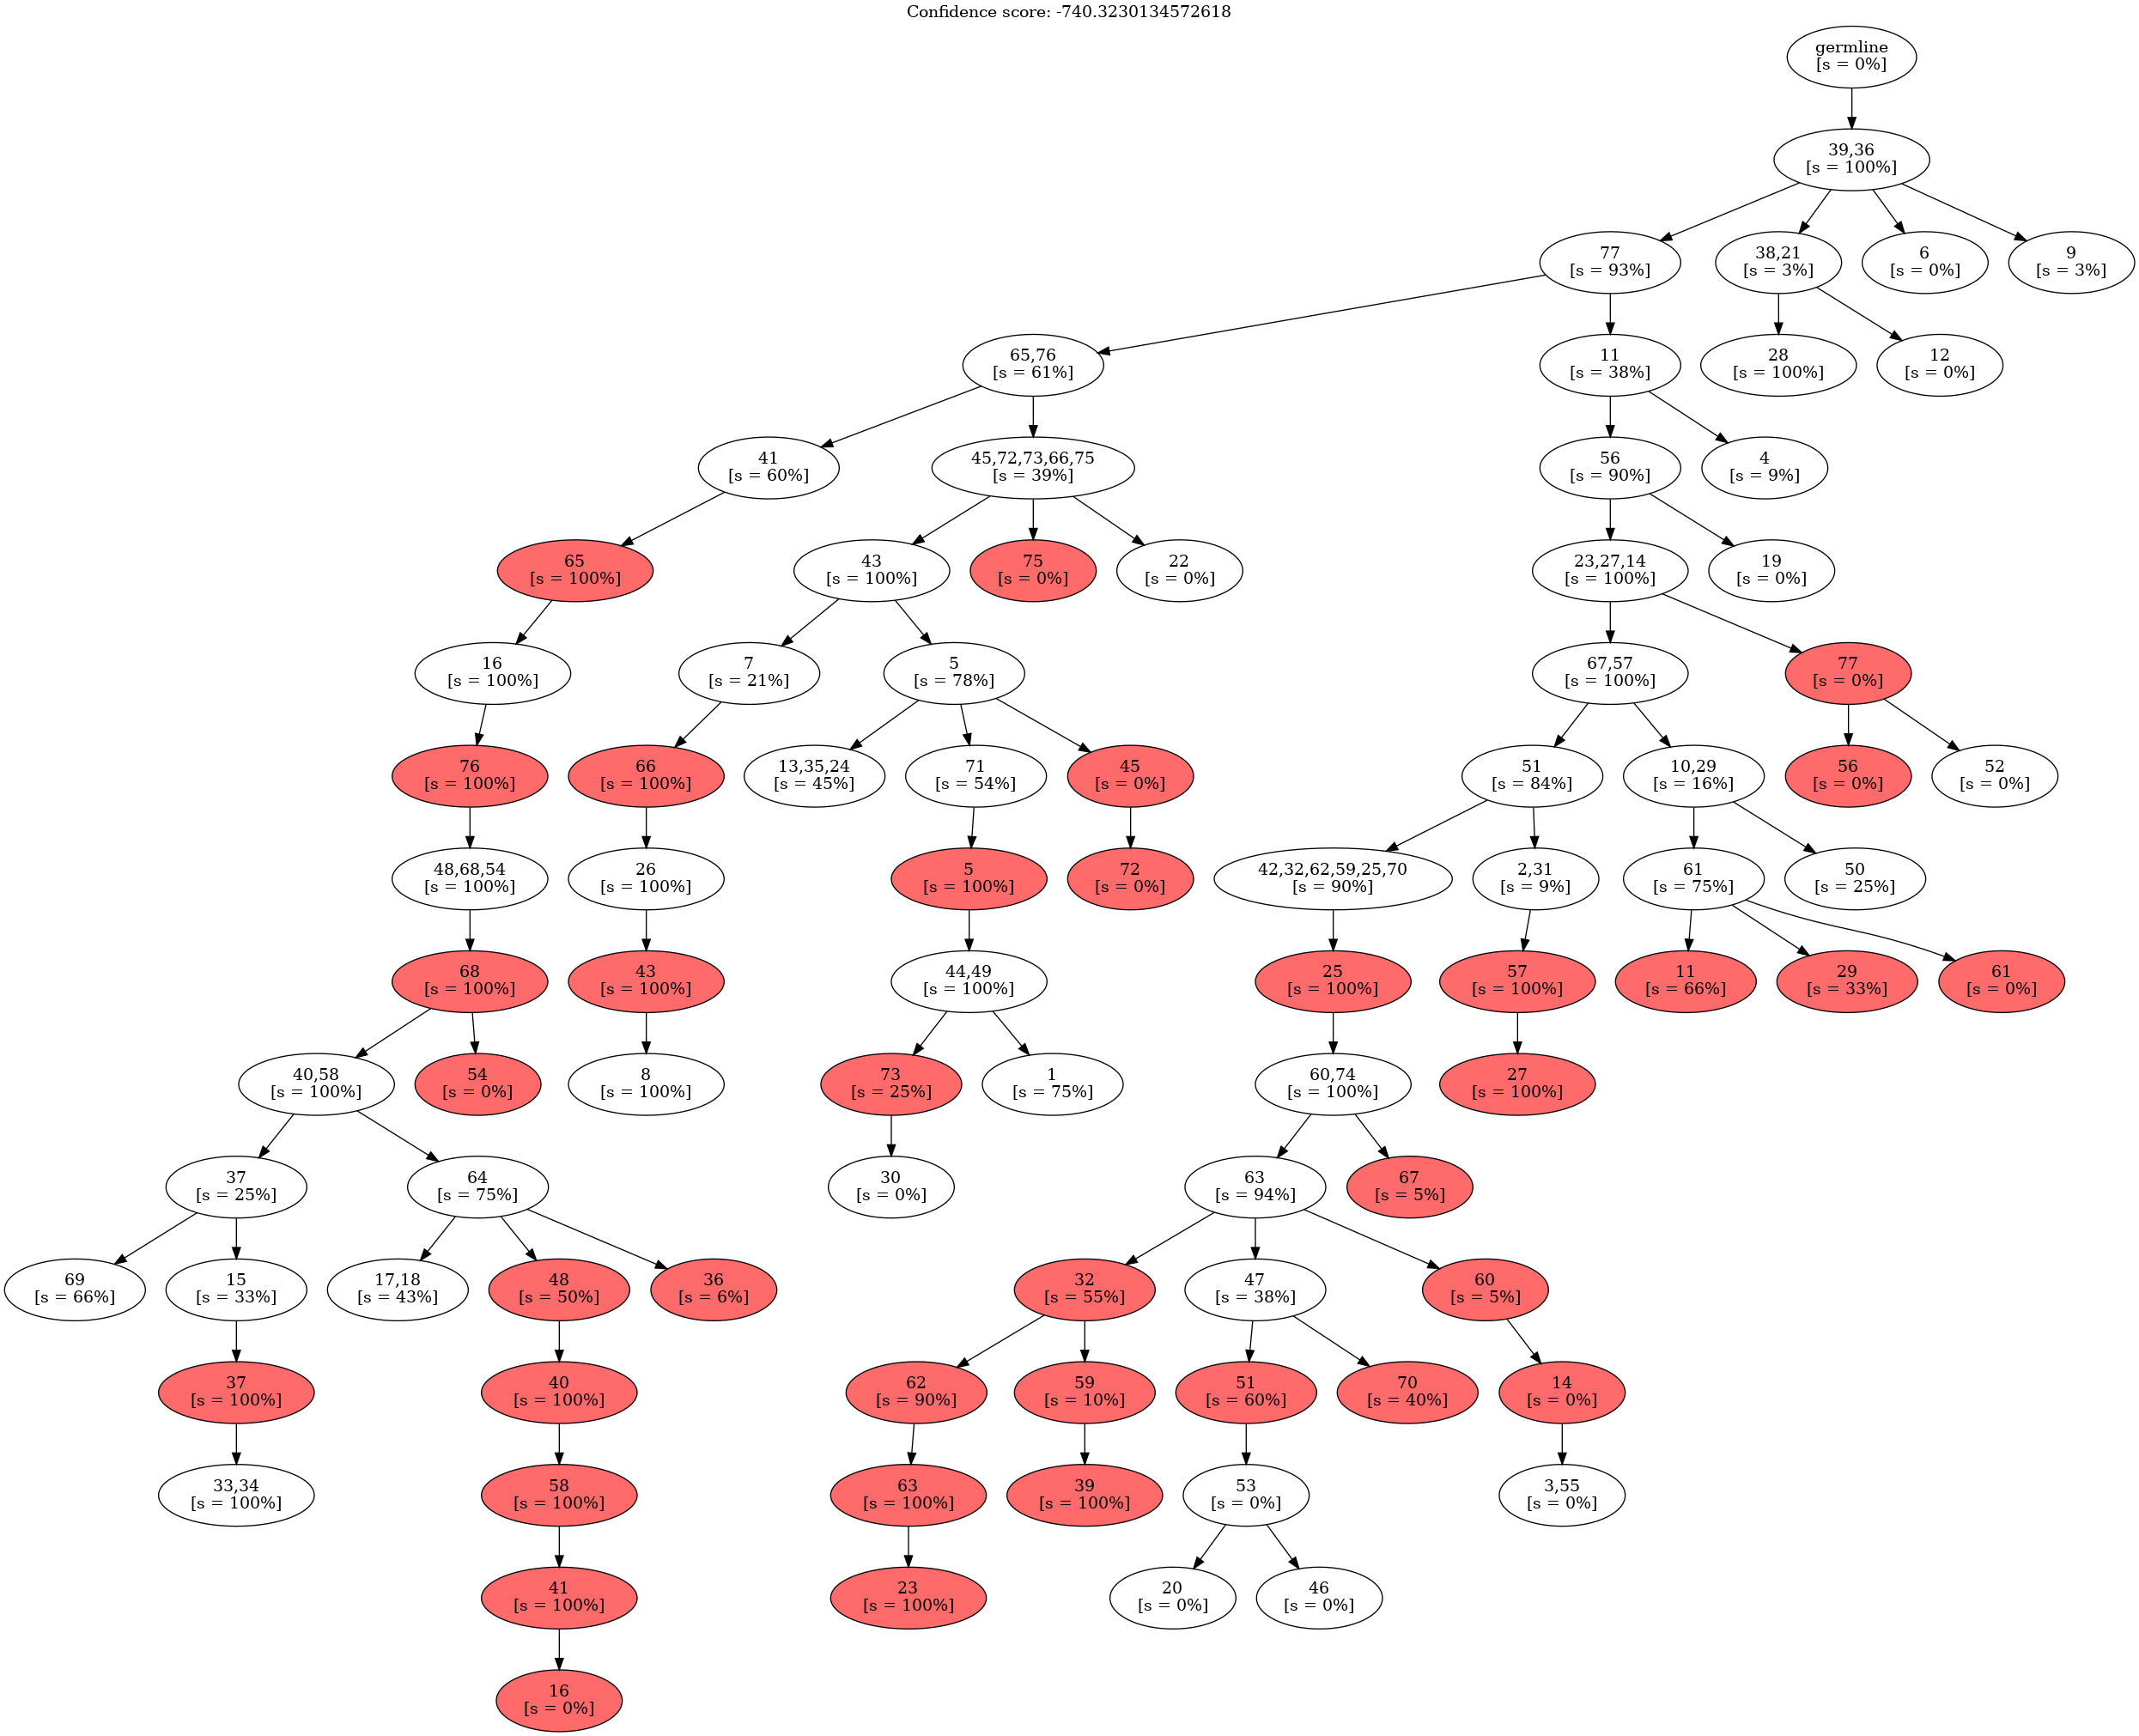 Confidence score: -740.3230134572618
germline
[s = 0%]
39,36
[s = 100%]
77
[s = 93%]
38,21
[s = 3%]
6
[s = 0%]
9
[s = 3%]
65,76
[s = 61%]
11
[s = 38%]
28
[s = 100%]
12
[s = 0%]
41
[s = 60%]
45,72,73,66,75
[s = 39%]
56
[s = 90%]
4
[s = 9%]
65
[s = 100%]
43
[s = 100%]
75
[s = 0%]
22
[s = 0%]
23,27,14
[s = 100%]
19
[s = 0%]
16
[s = 100%]
7
[s = 21%]
5
[s = 78%]
67,57
[s = 100%]
77
[s = 0%]
76
[s = 100%]
66
[s = 100%]
13,35,24
[s = 45%]
71
[s = 54%]
45
[s = 0%]
51
[s = 84%]
10,29
[s = 16%]
56
[s = 0%]
52
[s = 0%]
48,68,54
[s = 100%]
26
[s = 100%]
5
[s = 100%]
72
[s = 0%]
42,32,62,59,25,70
[s = 90%]
2,31
[s = 9%]
61
[s = 75%]
50
[s = 25%]
68
[s = 100%]
43
[s = 100%]
44,49
[s = 100%]
25
[s = 100%]
57
[s = 100%]
11
[s = 66%]
29
[s = 33%]
61
[s = 0%]
40,58
[s = 100%]
54
[s = 0%]
8
[s = 100%]
73
[s = 25%]
1
[s = 75%]
60,74
[s = 100%]
27
[s = 100%]
37
[s = 25%]
64
[s = 75%]
30
[s = 0%]
63
[s = 94%]
67
[s = 5%]
69
[s = 66%]
15
[s = 33%]
17,18
[s = 43%]
48
[s = 50%]
36
[s = 6%]
32
[s = 55%]
47
[s = 38%]
60
[s = 5%]
37
[s = 100%]
40
[s = 100%]
62
[s = 90%]
59
[s = 10%]
51
[s = 60%]
70
[s = 40%]
14
[s = 0%]
33,34
[s = 100%]
58
[s = 100%]
63
[s = 100%]
39
[s = 100%]
53
[s = 0%]
3,55
[s = 0%]
41
[s = 100%]
23
[s = 100%]
20
[s = 0%]
46
[s = 0%]
16
[s = 0%]